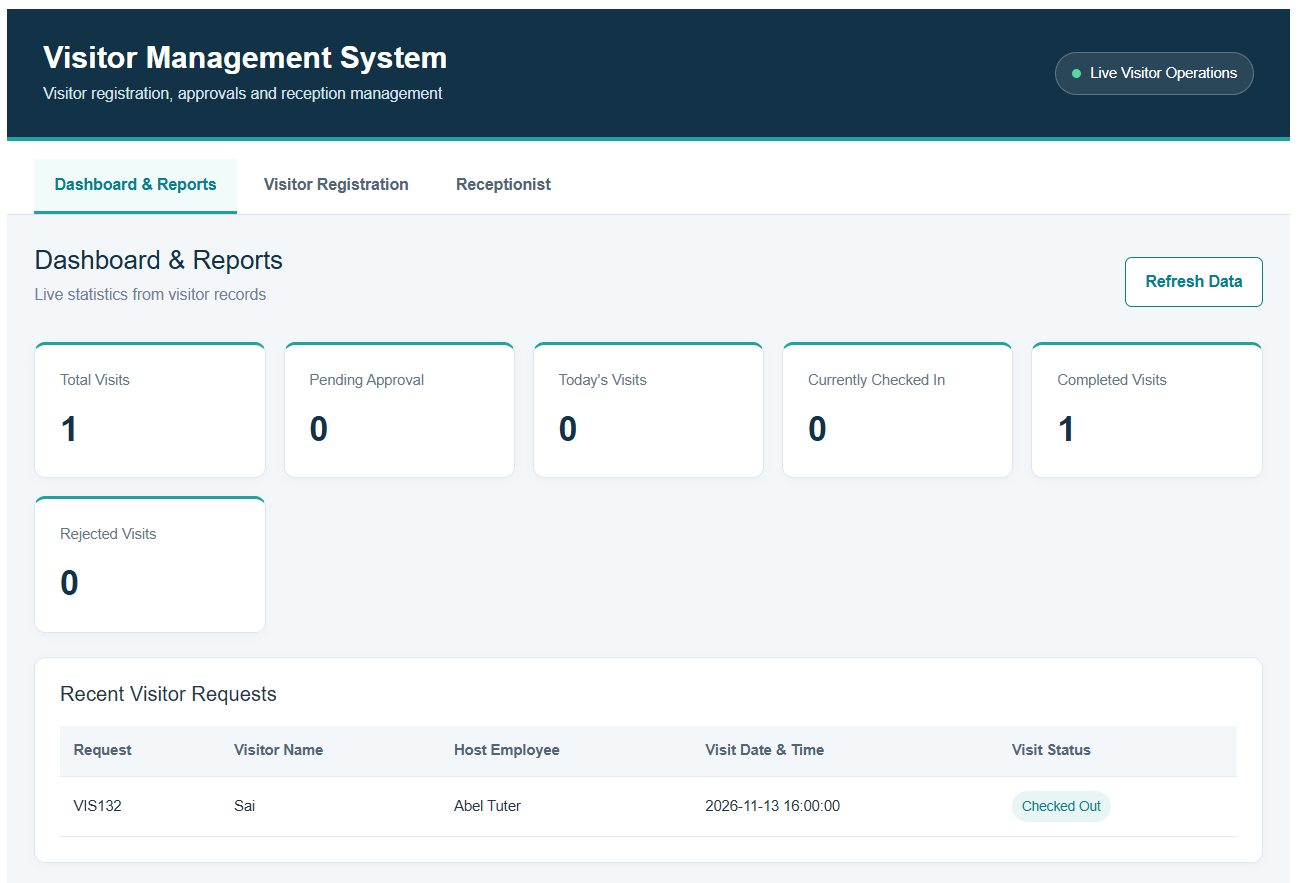 Visitor Management System
Visitor registration, approvals and reception management
Live Visitor Operations
Dashboard & Reports Visitor Registration Receptionist
Dashboard & Reports
Live statistics from visitor records
Refresh Data
Total Visits Pending Approval Today's Visits Currently Checked In Completed Visits
1 0 0 0 1
Rejected Visits
0
Recent Visitor Requests
Request Visitor Name Host Employee Visit Date & Time Visit Status
VIS132 Sai Abel Tuter 2026-11-13 16:00:00 Checked Out